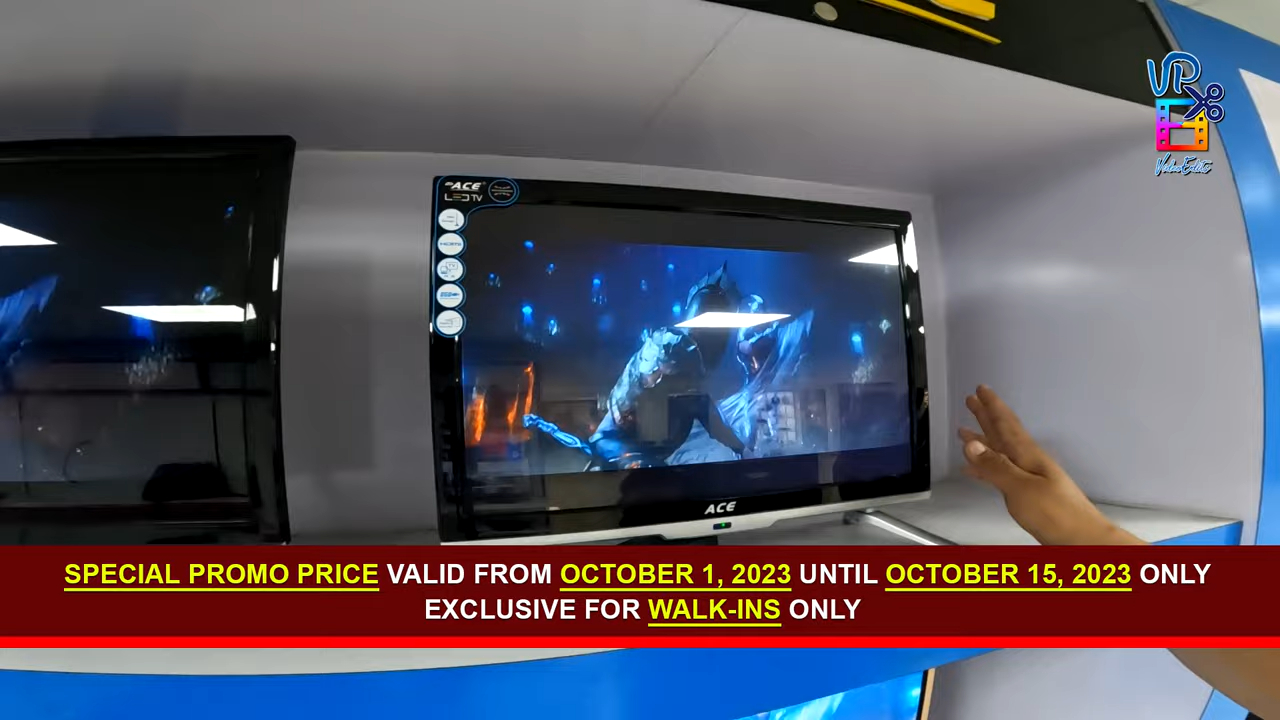 VP
Video Edits
ACE
LED TV
ACE
SPECIAL PROMO PRICE VALID FROM OCTOBER 1, 2023 UNTIL OCTOBER 15, 2023 ONLY
EXCLUSIVE FOR WALK-INS ONLY